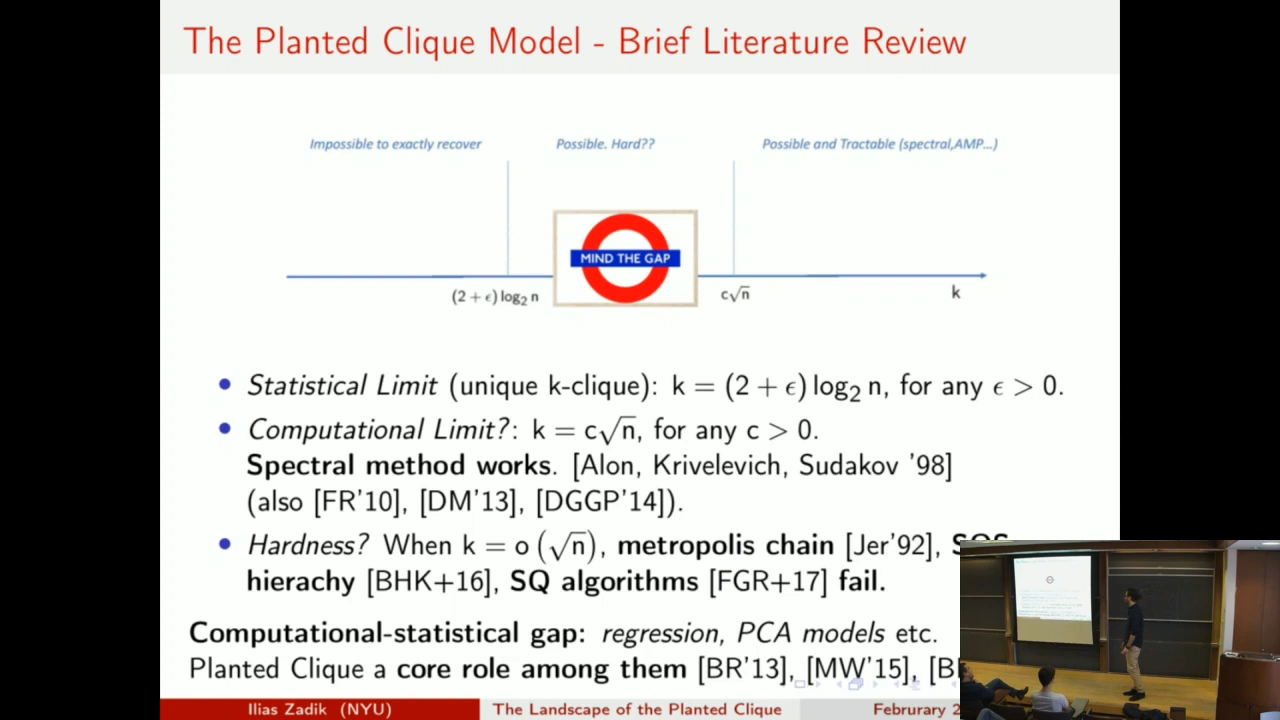 The Planted Clique Model - Brief Literature Review
Impossible to exactly recover
Possible. Hard??
Possible and Tractable (spectral,AMP...)
MIND THE GAP
(2 + ϵ) log₂ n
c√n
k
• Statistical Limit (unique k-clique): k = (2 + ϵ) log₂ n, for any ϵ > 0.
• Computational Limit?: k = c√n, for any c > 0.
Spectral method works. [Alon, Krivelevich, Sudakov '98]
(also [FR'10], [DM'13], [DGGP'14]).
• Hardness? When k = o (√n), metropolis chain [Jer'92], SOS
hierachy [BHK+16], SQ algorithms [FGR+17] fail.
Computational-statistical gap: regression, PCA models etc.
Planted Clique a core role among them [BR'13], [MW'15], [B
Ilias Zadik (NYU)
The Landscape of the Planted Clique
Februrary 2